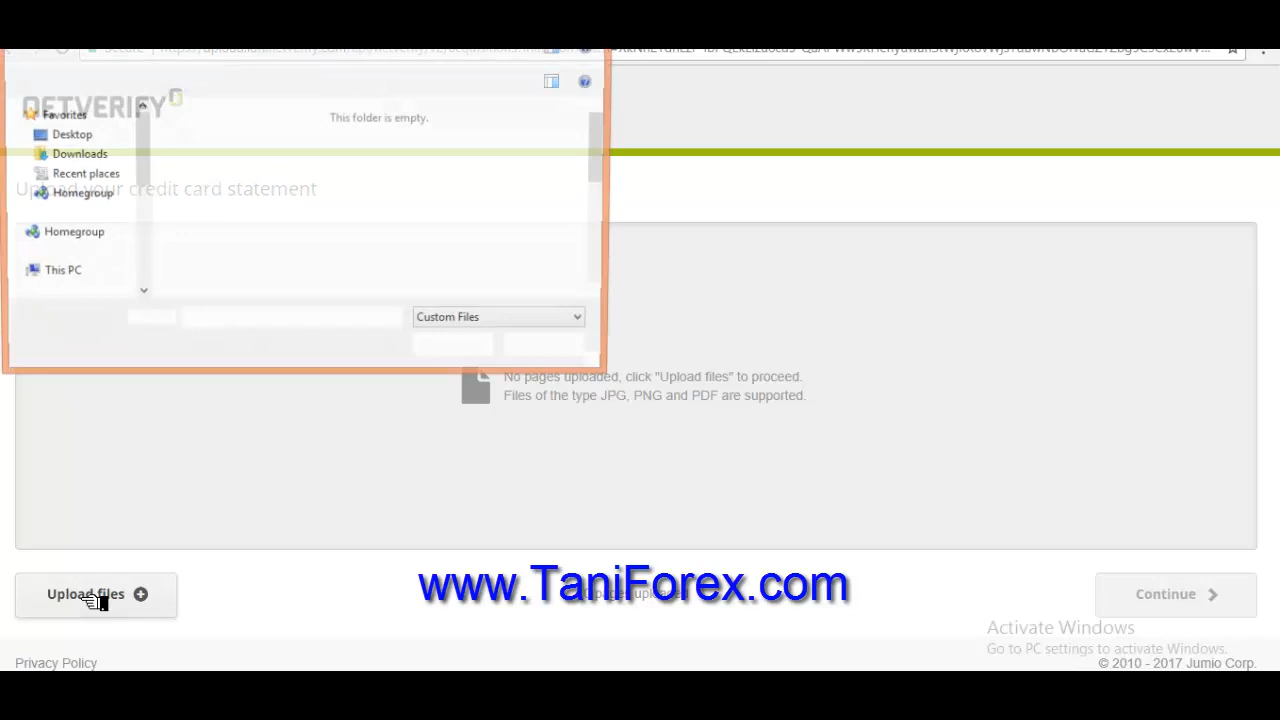 NETVERIFY
Favorites
Desktop
Downloads
Recent places
Homegroup
Homegroup
This PC
This folder is empty.
Custom Files
Upload your credit card statement
No pages uploaded, click "Upload files" to proceed.
Files of the type JPG, PNG and PDF are supported.
Upload files
www.TaniForex.com
Continue
Activate Windows
Go to PC settings to activate Windows.
Privacy Policy
© 2010 - 2017 Jumio Corp.